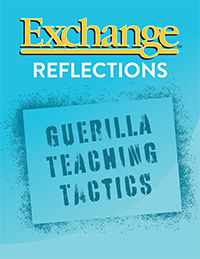 Exchange
REFLECTIONS
GUERILLA
TEACHING
TACTICS